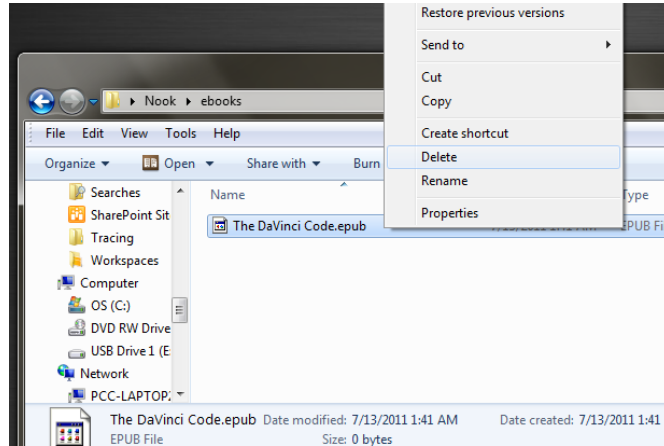 Restore previous versions
Send to
Cut
Copy
Create shortcut
Delete
Rename
Properties
Nook ebooks
File Edit View Tools Help
Organize Open Share with Burn
Searches
SharePoint Sit
Tracing
Workspaces
Computer
OS (C:)
DVD RW Drive
USB Drive 1 (E
Network
PCC-LAPTOP
Name Type
The DaVinci Code.epub 7/13/2011 1:41 AM EPUB Fi
The DaVinci Code.epub Date modified: 7/13/2011 1:41 AM Date created: 7/13/2011 1:41
EPUB File Size: 0 bytes